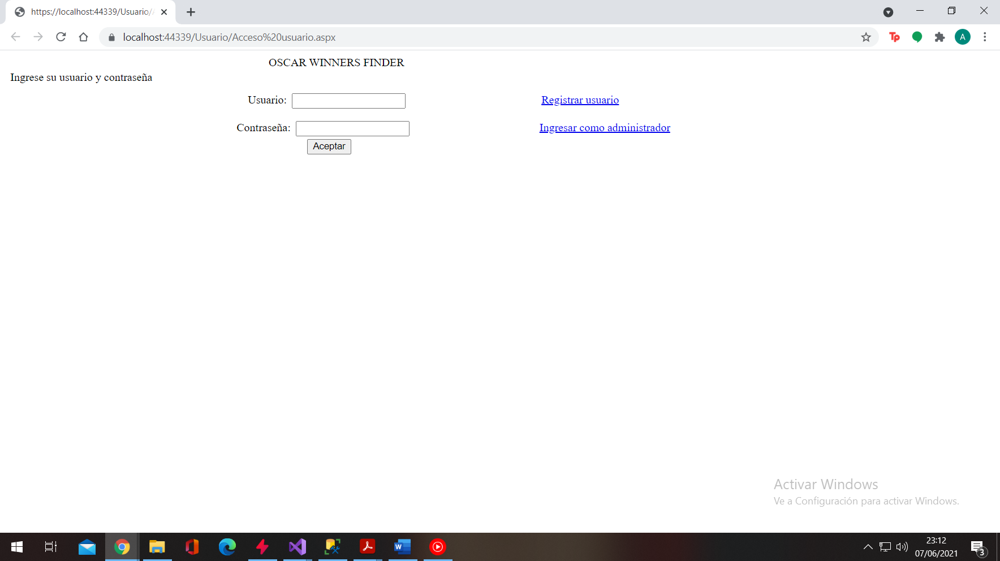 https://localhost:44339/Usuario/
localhost:44339/Usuario/Acceso%20usuario.aspx
Tp
A
OSCAR WINNERS FINDER
Ingrese su usuario y contraseña
Usuario:
Registrar usuario
Contraseña:
Ingresar como administrador
Aceptar
Activar Windows
Ve a Configuración para activar Windows.
W
23:12
07/06/2021
3